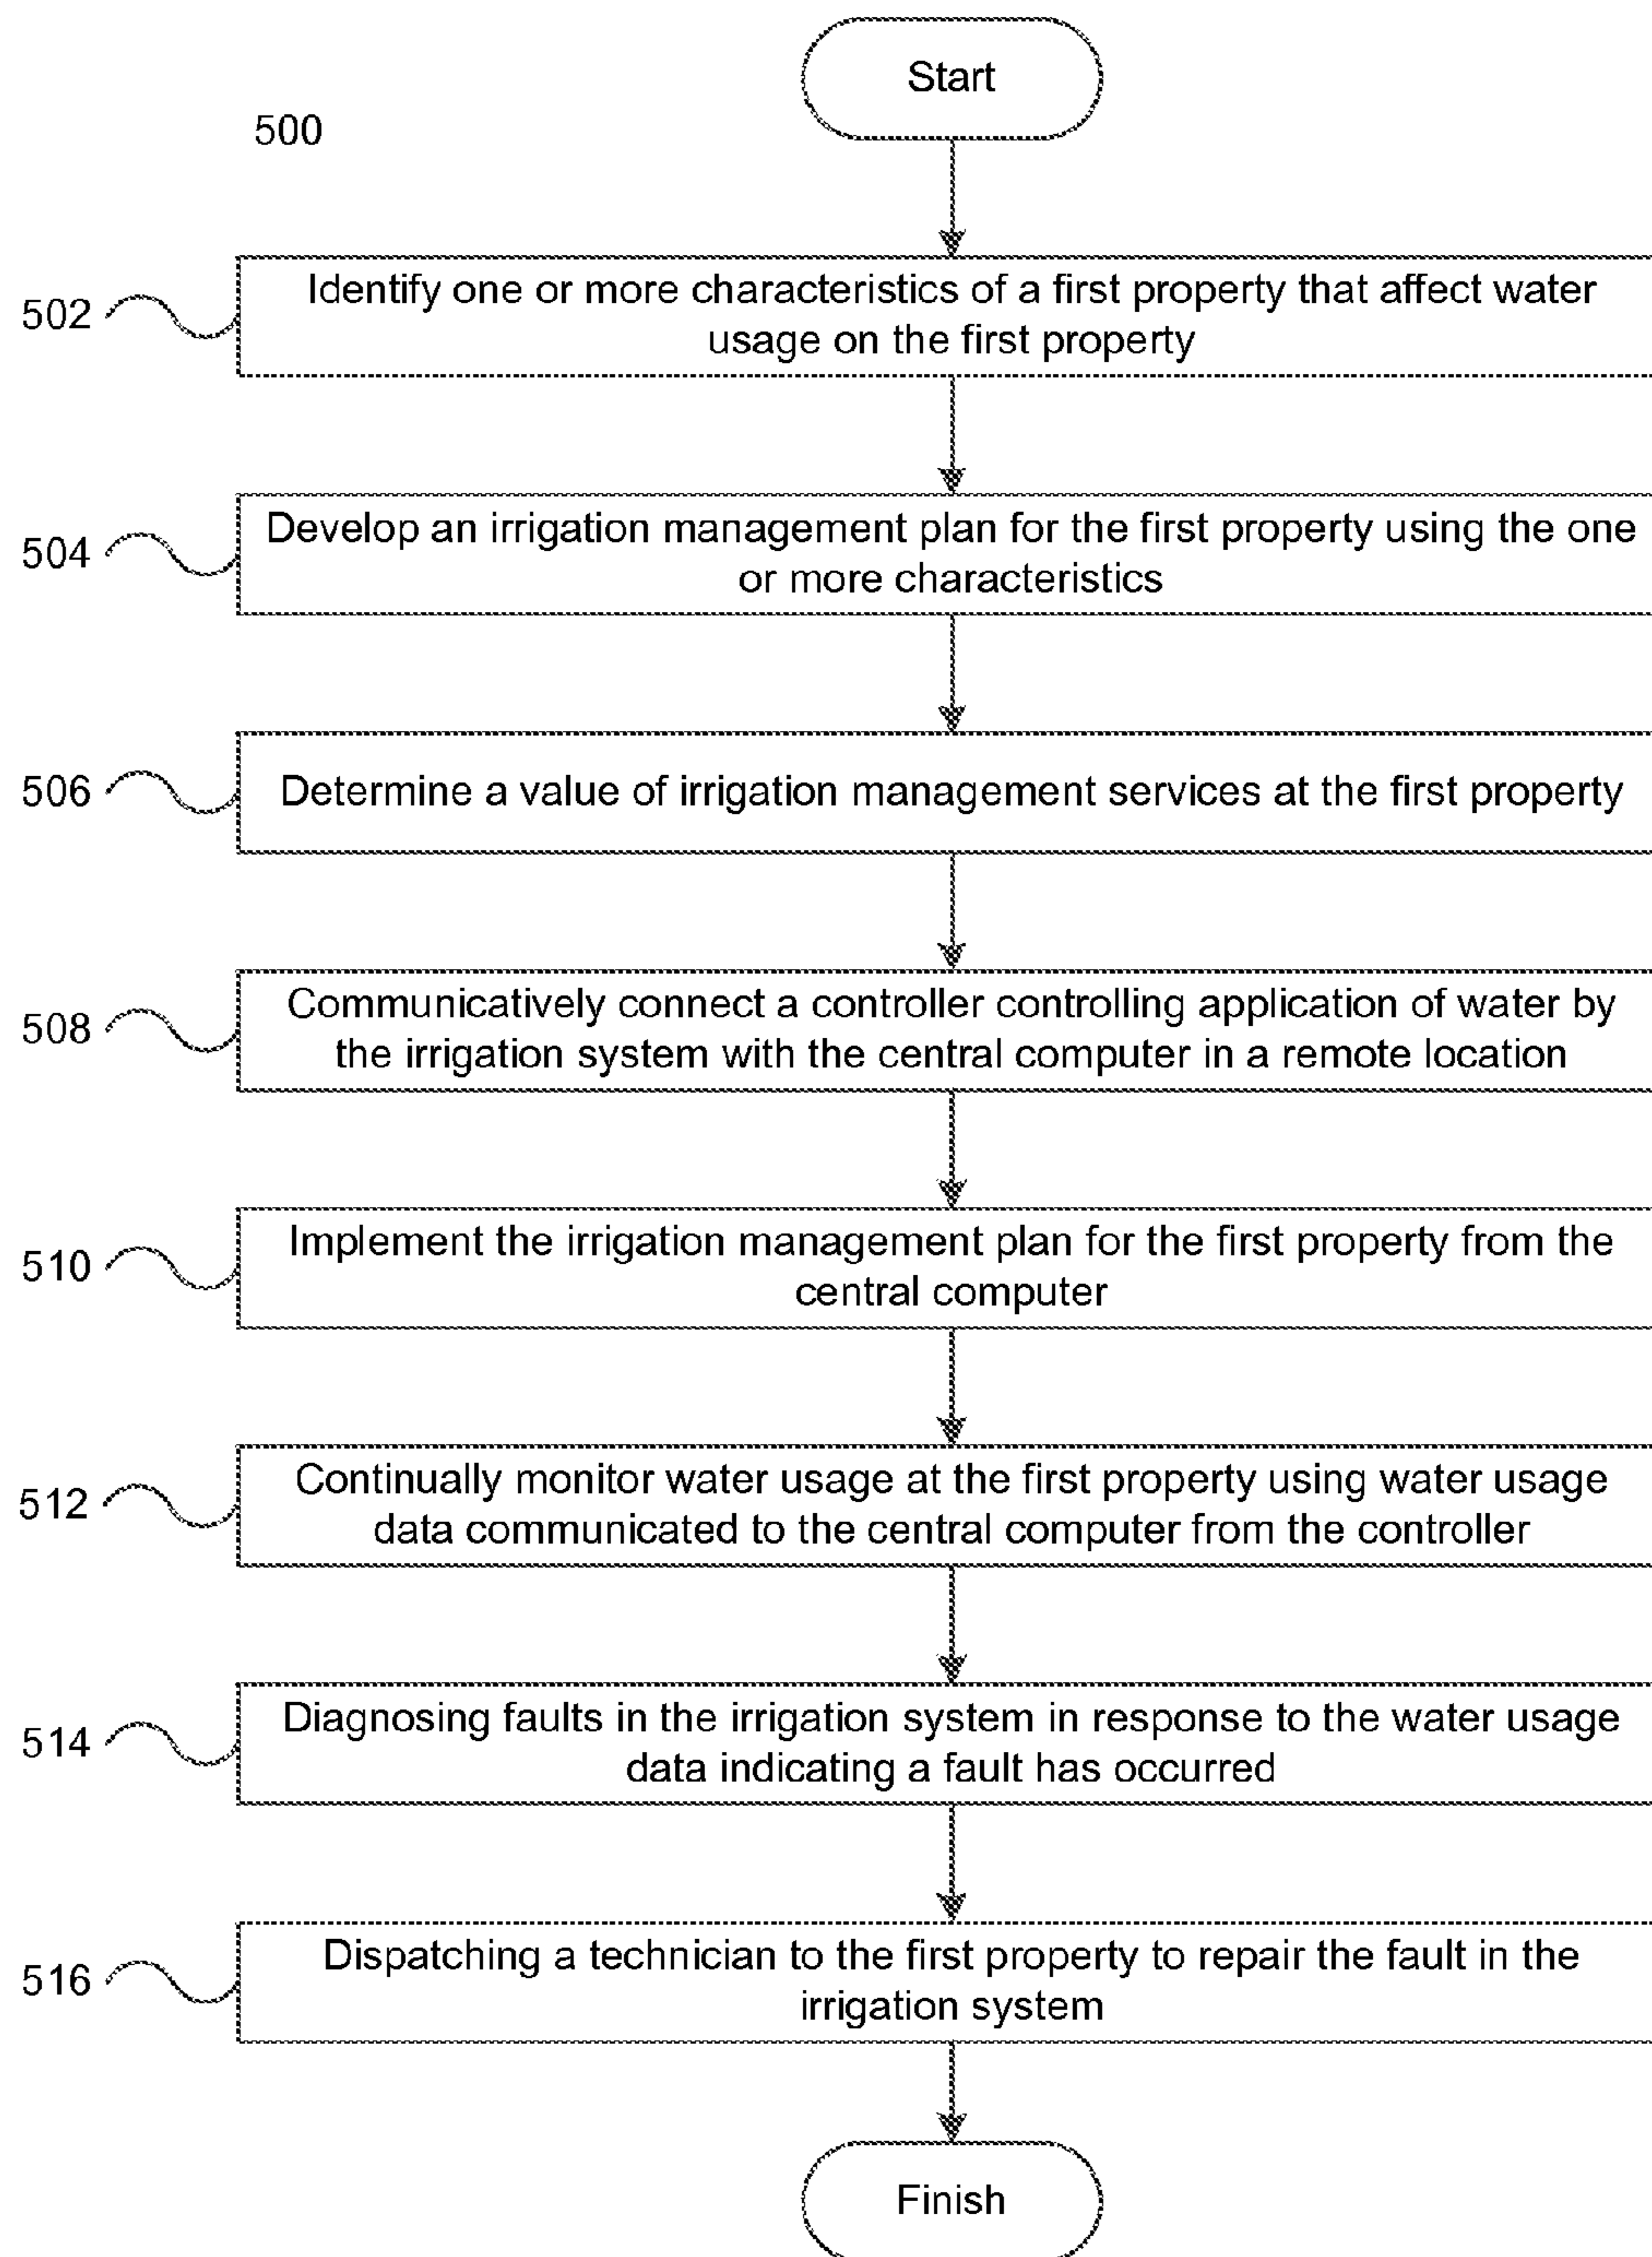 Start
500
502
Identify one or more characteristics of a first property that affect water
usage on the first property
504
Develop an irrigation management plan for the first property using the one
or more characteristics
506
Determine a value of irrigation management services at the first property
508
Communicatively connect a controller controlling application of water by
the irrigation system with the central computer in a remote location
510
Implement the irrigation management plan for the first property from the
central computer
512
Continually monitor water usage at the first property using water usage
data communicated to the central computer from the controller
514
Diagnosing faults in the irrigation system in response to the water usage
data indicating a fault has occurred
516
Dispatching a technician to the first property to repair the fault in the
irrigation system
Finish